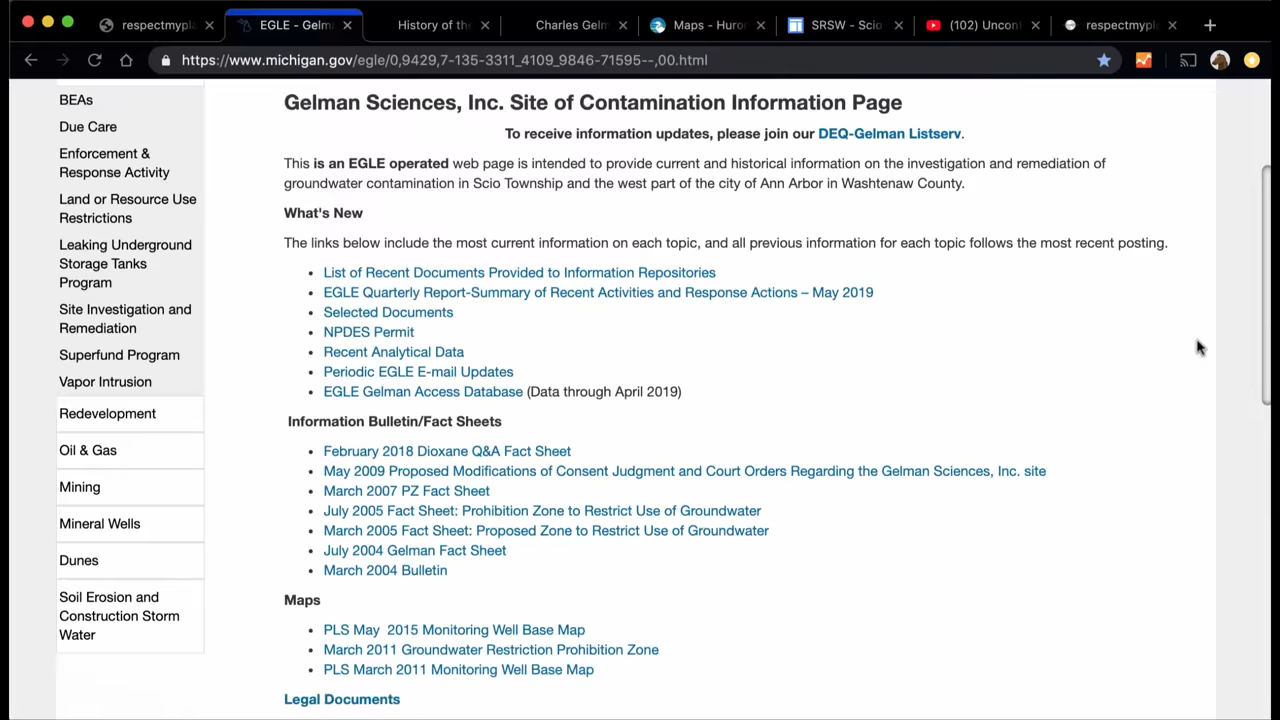 respectmypla
EGLE - Gelma
History of the
Charles Gelm
Maps - Huro
SRSW - Scio
(102) Uncon
respectmypl
https://www.michigan.gov/egle/0,9429,7-135-3311_4109_9846-71595--,00.html
BEAs
Due Care
Enforcement &
Response Activity
Land or Resource Use
Restrictions
Leaking Underground
Storage Tanks
Program
Site Investigation and
Remediation
Superfund Program
Vapor Intrusion
Redevelopment
Oil & Gas
Mining
Mineral Wells
Dunes
Soil Erosion and
Construction Storm
Water
Gelman Sciences, Inc. Site of Contamination Information Page
To receive information updates, please join our DEQ-Gelman Listserv.
This is an EGLE operated web page is intended to provide current and historical information on the investigation and remediation of
groundwater contamination in Scio Township and the west part of the city of Ann Arbor in Washtenaw County.
What's New
The links below include the most current information on each topic, and all previous information for each topic follows the most recent posting.
• List of Recent Documents Provided to Information Repositories
• EGLE Quarterly Report-Summary of Recent Activities and Response Actions – May 2019
• Selected Documents
• NPDES Permit
• Recent Analytical Data
• Periodic EGLE E-mail Updates
• EGLE Gelman Access Database (Data through April 2019)
Information Bulletin/Fact Sheets
• February 2018 Dioxane Q&A Fact Sheet
• May 2009 Proposed Modifications of Consent Judgment and Court Orders Regarding the Gelman Sciences, Inc. site
• March 2007 PZ Fact Sheet
• July 2005 Fact Sheet: Prohibition Zone to Restrict Use of Groundwater
• March 2005 Fact Sheet: Proposed Zone to Restrict Use of Groundwater
• July 2004 Gelman Fact Sheet
• March 2004 Bulletin
Maps
• PLS May  2015 Monitoring Well Base Map
• March 2011 Groundwater Restriction Prohibition Zone
• PLS March 2011 Monitoring Well Base Map
Legal Documents